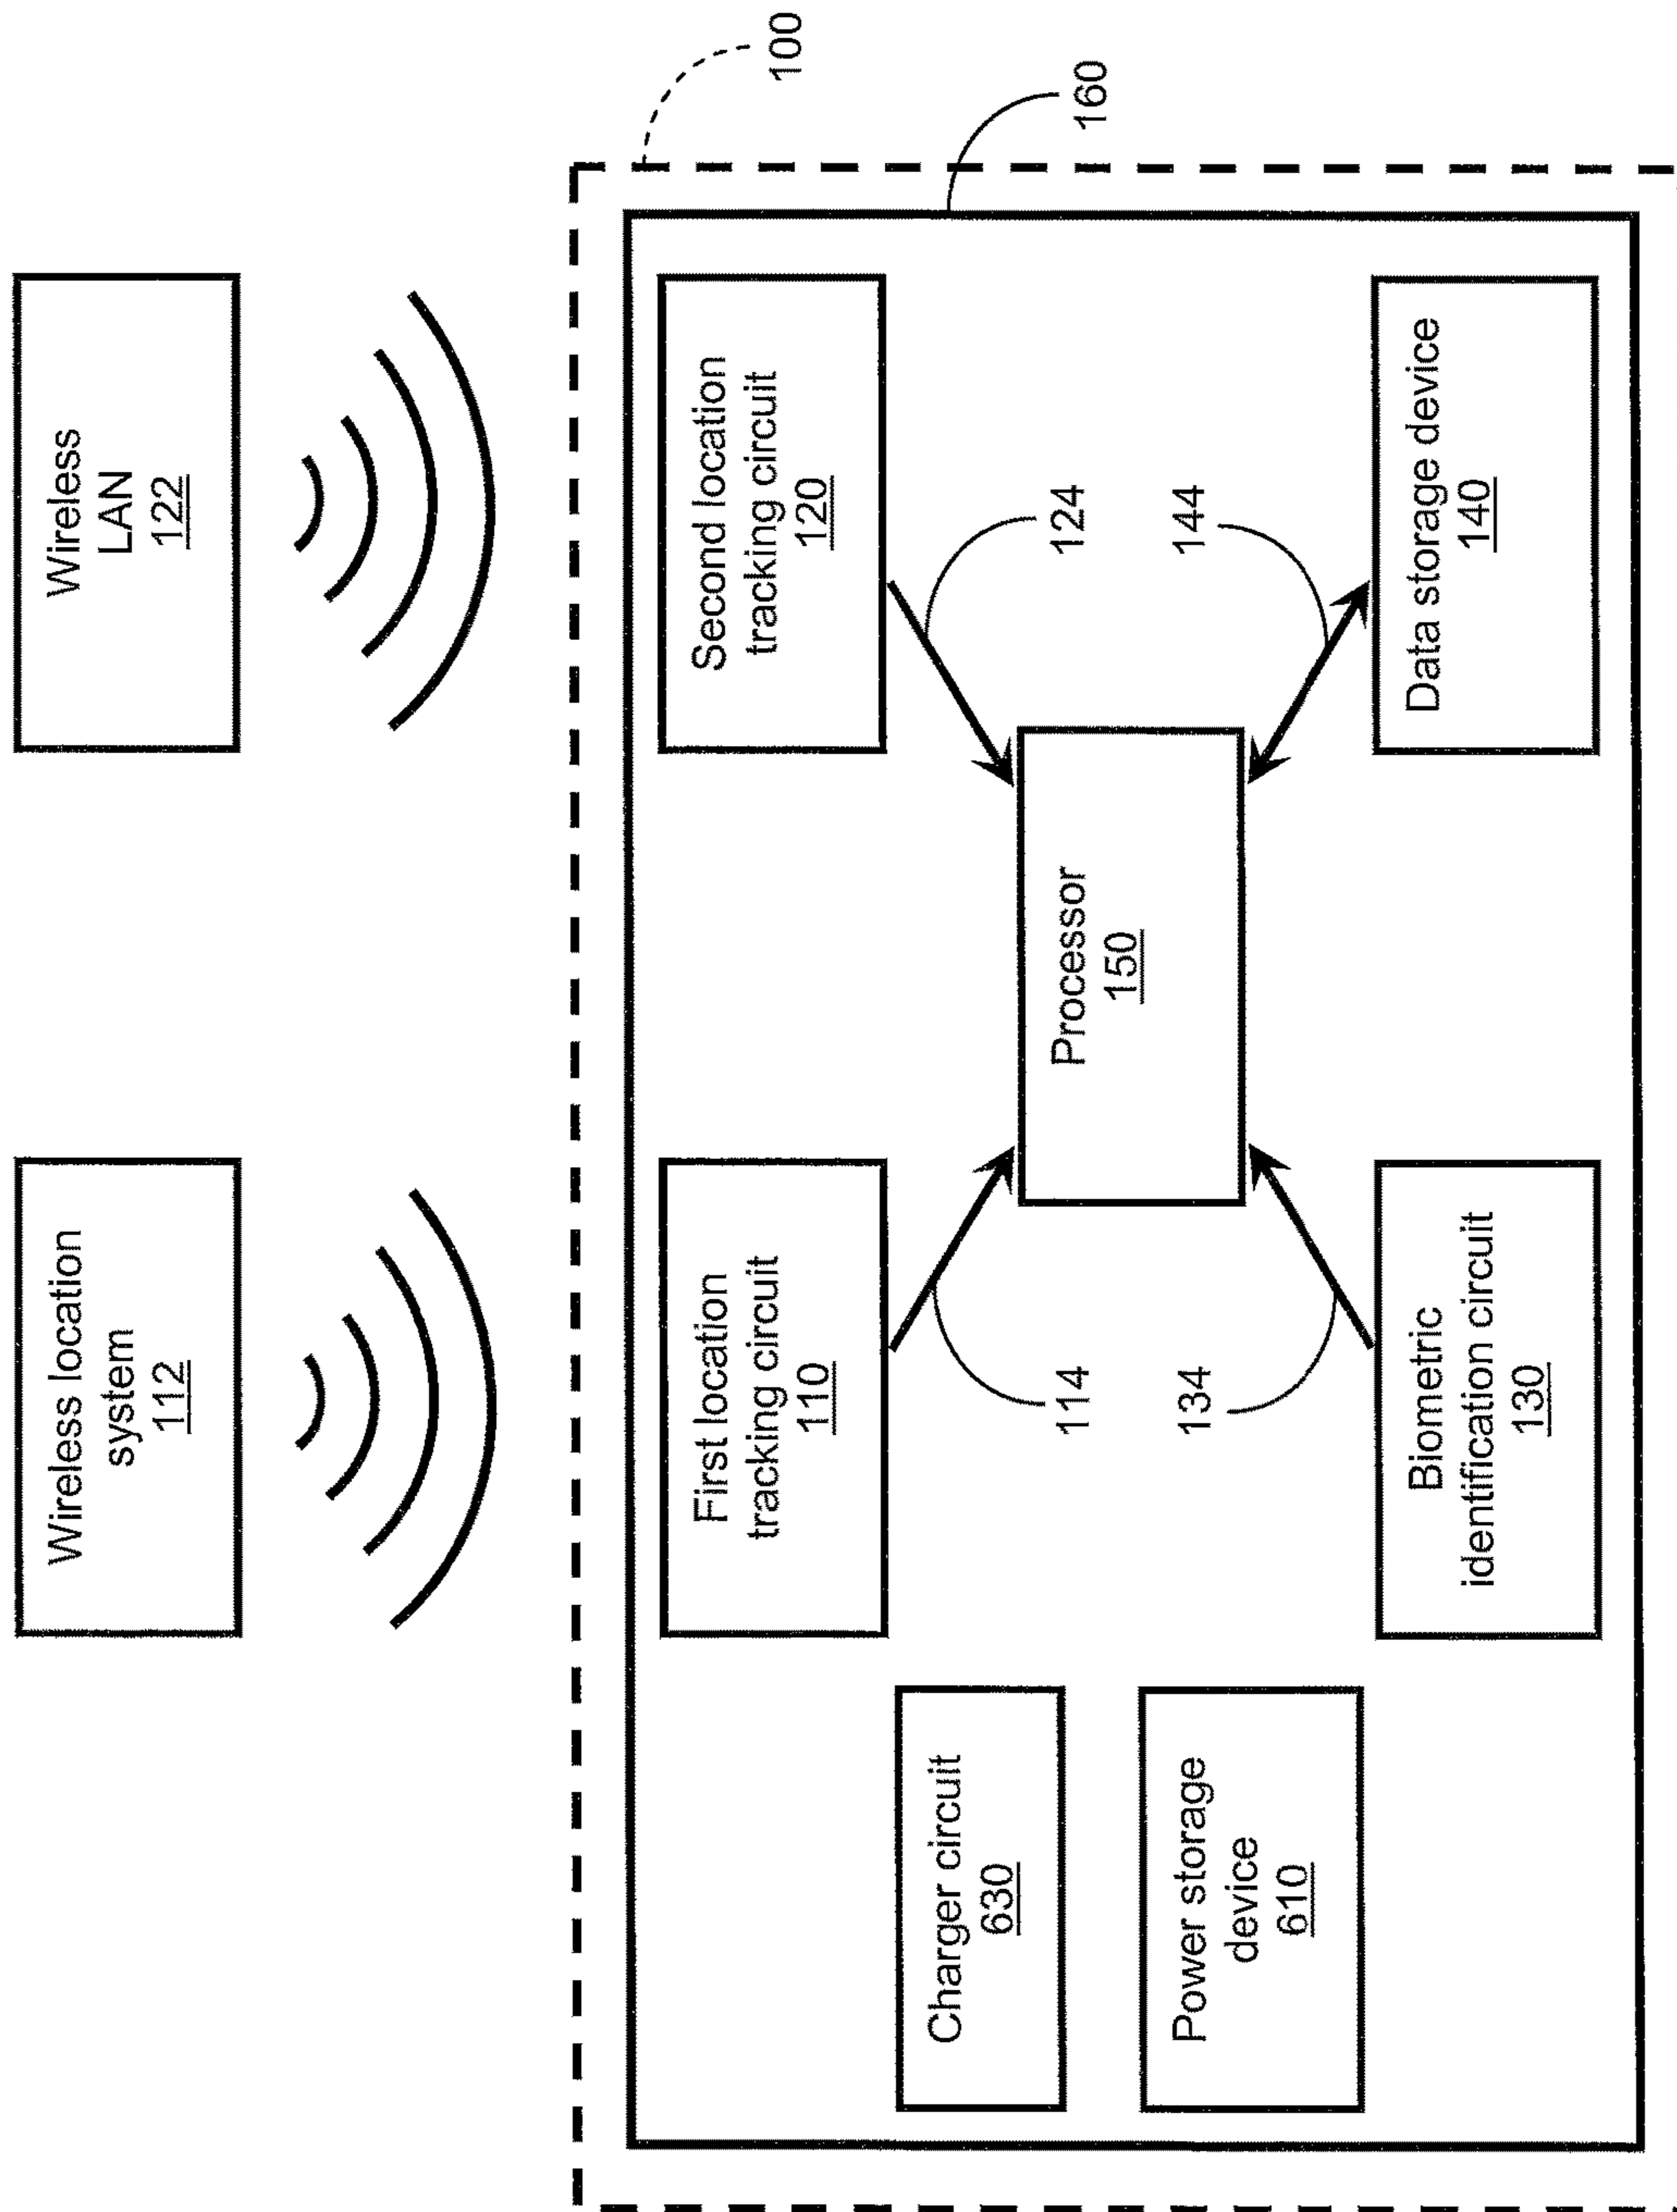 Wireless location
system
112
Wireless
LAN
122
100
160
First location
tracking circuit
110
Second location
tracking circuit
120
Charger circuit
630
114
124
Processor
150
Power storage
device
610
134
144
Biometric
identification circuit
130
Data storage device
140